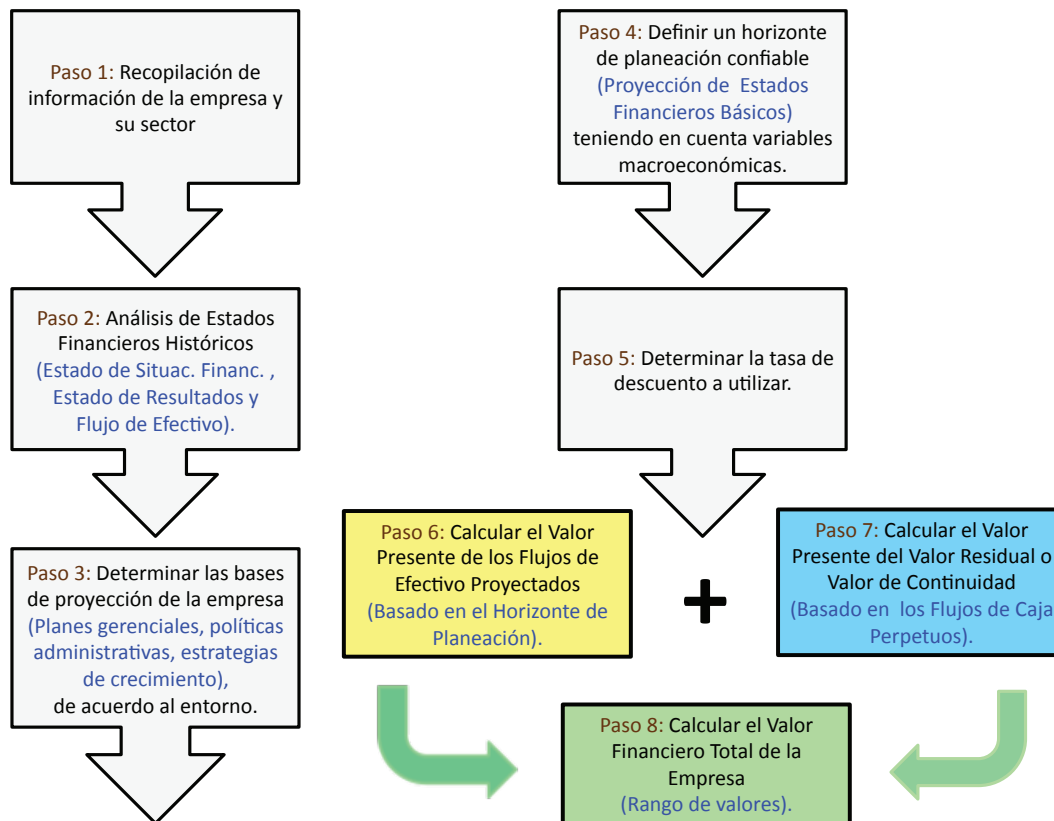 Paso 1: Recopilación de
información de la empresa y
su sector
Paso 2: Análisis de Estados
Financieros Históricos
(Estado de Situac. Financ. ,
Estado de Resultados y
Flujo de Efectivo).
Paso 3: Determinar las bases
de proyección de la empresa
(Planes gerenciales, políticas
administrativas, estrategias
de crecimiento),
de acuerdo al entorno.
Paso 4: Definir un horizonte
de planeación confiable
(Proyección de Estados
Financieros Básicos)
teniendo en cuenta variables
macroeconómicas.
Paso 5: Determinar la tasa de
descuento a utilizar.
Paso 6: Calcular el Valor
Presente de los Flujos de
Efectivo Proyectados
(Basado en el Horizonte de
Planeación).
+
Paso 7: Calcular el Valor
Presente del Valor Residual o
Valor de Continuidad
(Basado en los Flujos de Caja
Perpetuos).
Paso 8: Calcular el Valor
Financiero Total de la
Empresa
(Rango de valores).